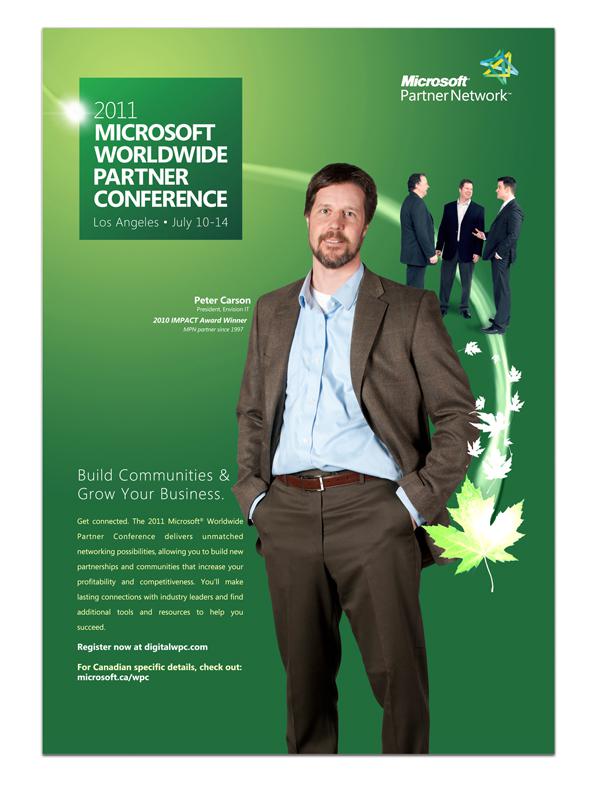 2011
MICROSOFT
WORLDWIDE
PARTNER
CONFERENCE
Los Angeles • July 10-14
Microsoft®
PartnerNetwork™
Peter Carson
President, Envision IT
2010 IMPACT Award Winner
MPN partner since 1997
Build Communities &
Grow Your Business.
Get connected. The 2011 Microsoft® Worldwide
Partner Conference delivers unmatched
networking possibilities, allowing you to build new
partnerships and communities that increase your
profitability and competitiveness. You'll make
lasting connections with industry leaders and find
additional tools and resources to help you
succeed.
Register now at digitalwpc.com
For Canadian specific details, check out:
microsoft.ca/wpc